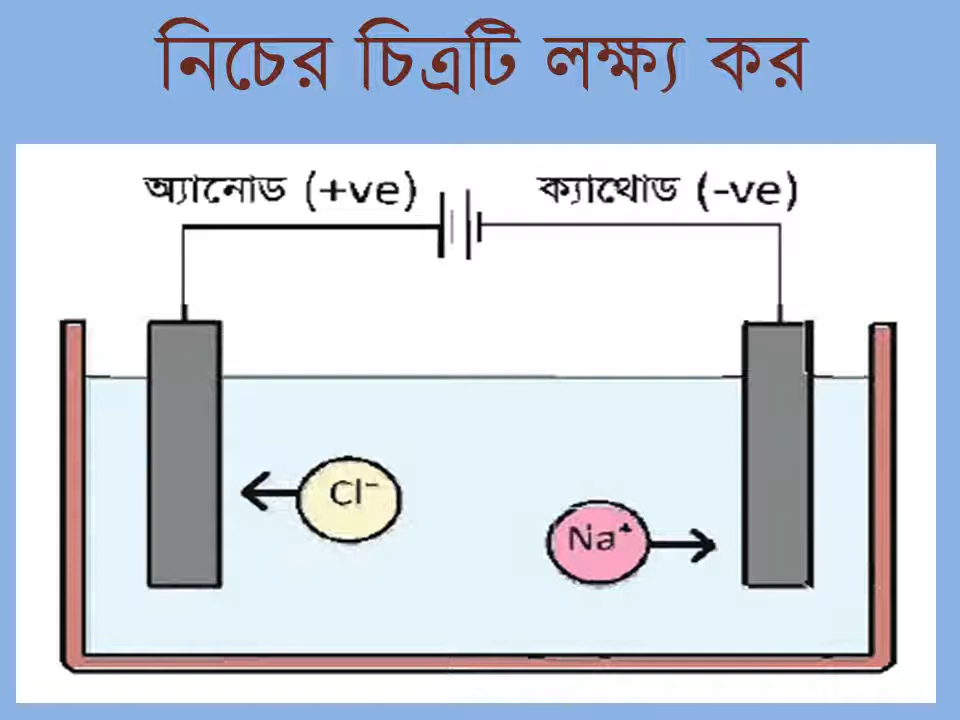 নিচের চিত্রটি লক্ষ্য কর
অ্যানোড (+ve) ক্যাথোড (-ve)
Cl⁻
Na⁺